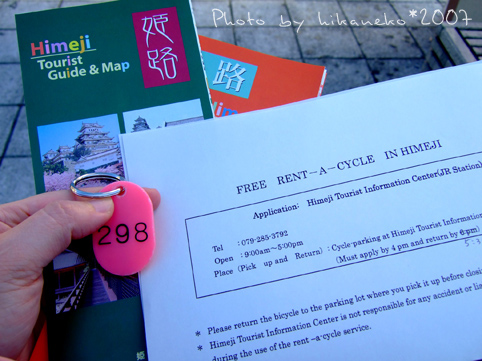 Photo by hikaneko*2007
Himeji
Tourist
Guide & Map
姫路
路
298
FREE RENT-A-CYCLE IN HIMEJI
Application: Himeji Tourist Information Center(JR Station)
Tel : 079-285-3792
Open : 9:00am~5:00pm
Place (Pick up and Return) : Cycle-parking at Himeji Tourist Information
(Must apply by 4 pm and return by 6:pm)
* Please return the bicycle to the parking lot where you pick it up before closing
* Himeji Tourist Information Center is not responsible for any accident or
during the use of the rent -a-cycle service.